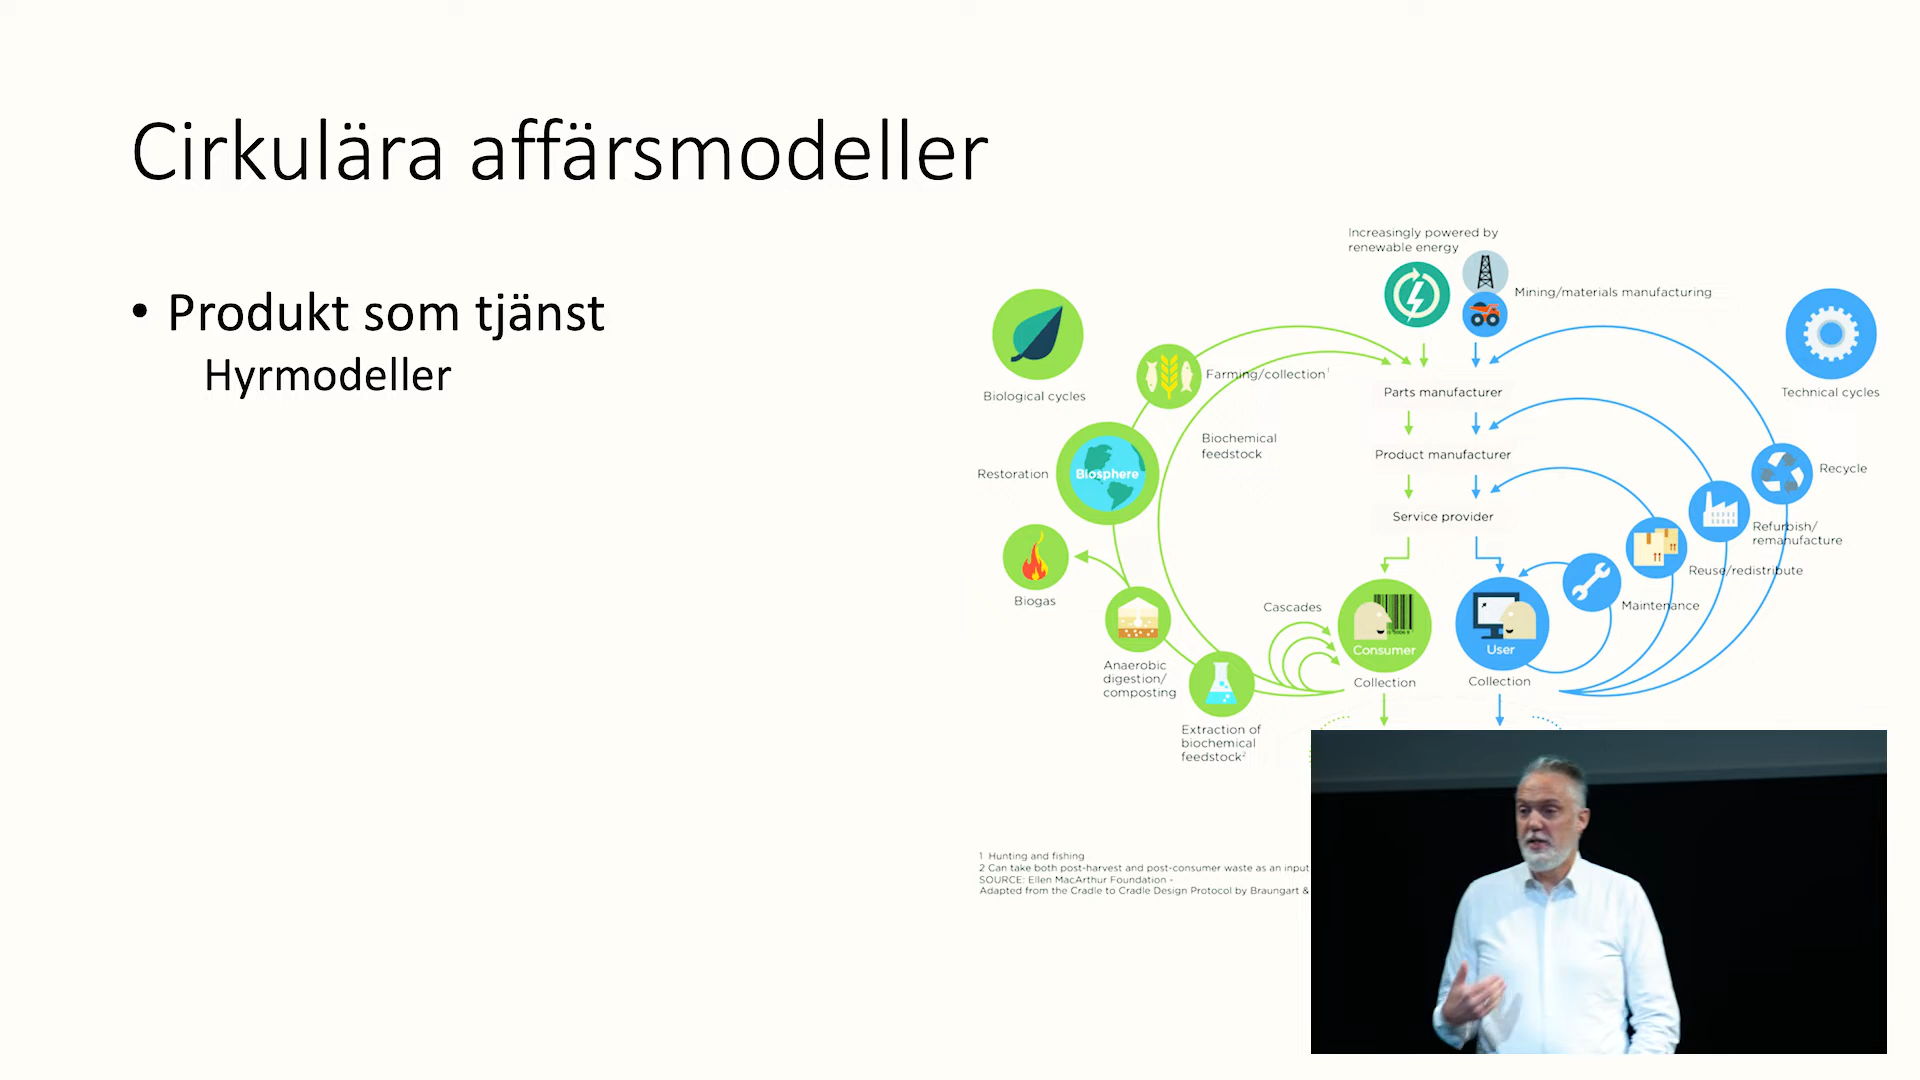 Cirkulära affärsmodeller
• Produkt som tjänst
Hyrmodeller
Increasingly powered by
renewable energy
Mining/materials manufacturing
Biological cycles
Technical cycles
Farming/collection¹
Parts manufacturer
Biochemical
feedstock
Product manufacturer
Restoration
Biosphere
Recycle
Service provider
Refurbish/
remanufacture
Biogas
Reuse/redistribute
Cascades
Maintenance
Consumer
User
Anaerobic
digestion/
composting
Collection
Collection
Extraction of
biochemical
feedstock²
1 Hunting and fishing
2 Can take both post-harvest and post-consumer waste as an input
SOURCE: Ellen MacArthur Foundation -
Adapted from the Cradle to Cradle Design Protocol by Braungart &